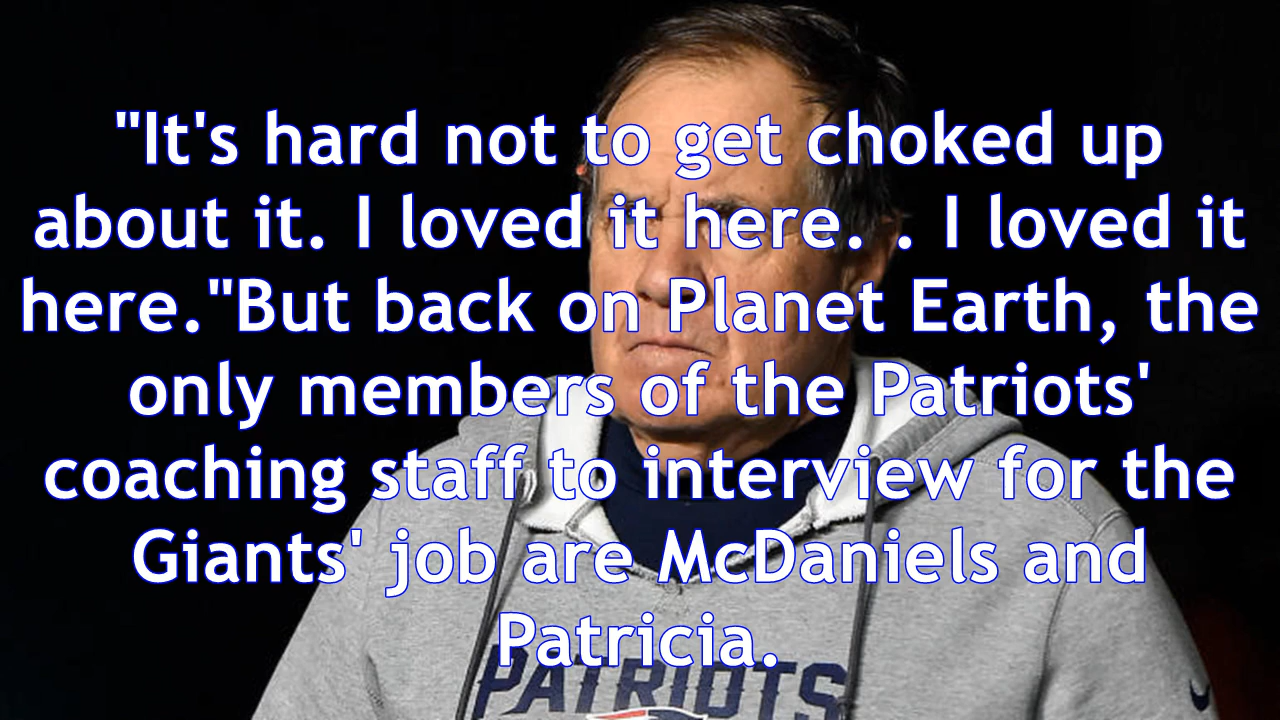 "It's hard not to get choked up
about it. I loved it here. . I loved it
here."But back on Planet Earth, the
only members of the Patriots'
coaching staff to interview for the
Giants' job are McDaniels and
Patricia.
PATRIOTS